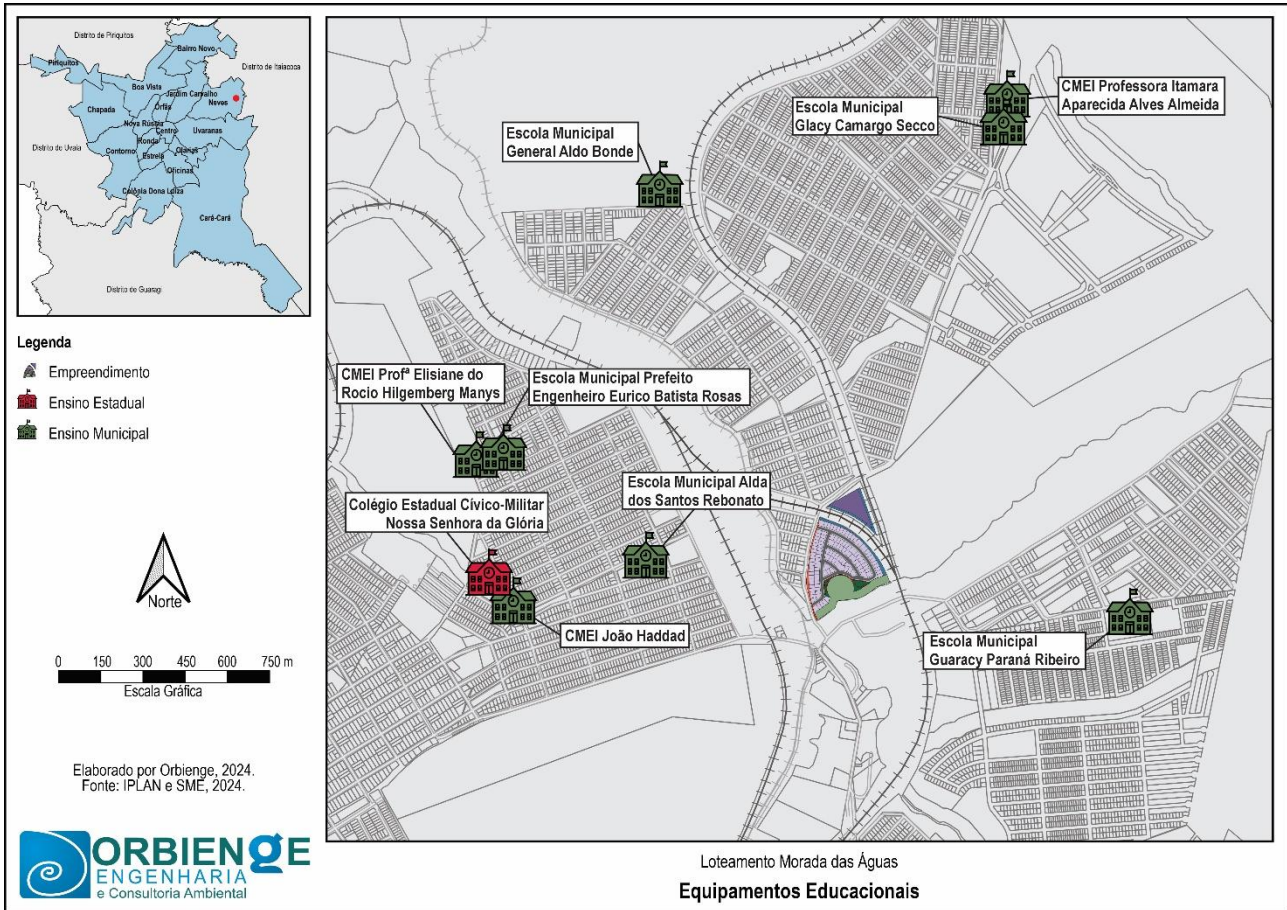 Distrito de Piriquitos
Bairro Novo
Distrito de Itaiacoca
Piriquitos
Boa Vista
Jardim Carvalho
Neves
Chapada
Órfãs
Nova Rússia
Centro
Uvaranas
Ronda
Distrito de Uvaia
Contorno
Estrela
Olarias
Oficinas
Colônia Dona Luiza
Cará-Cará
Distrito de Guaragi
Legenda
Empreendimento
Ensino Estadual
Ensino Municipal
Norte
0 150 300 450 600 750 m
Escala Gráfica
Elaborado por Orbienge, 2024.
Fonte: IPLAN e SME, 2024.
ORBIENGE
ENGENHARIA
e Consultoria Ambiental
CMEI Professora Itamara
Aparecida Alves Almeida
Escola Municipal
Glacy Camargo Secco
Escola Municipal
General Aldo Bonde
CMEI Profª Elisiane do
Rocio Hilgemberg Manys
Escola Municipal Prefeito
Engenheiro Eurico Batista Rosas
Escola Municipal Alda
dos Santos Rebonato
Colégio Estadual Cívico-Militar
Nossa Senhora da Glória
CMEI João Haddad
Escola Municipal
Guaracy Paraná Ribeiro
Loteamento Morada das Águas
Equipamentos Educacionais